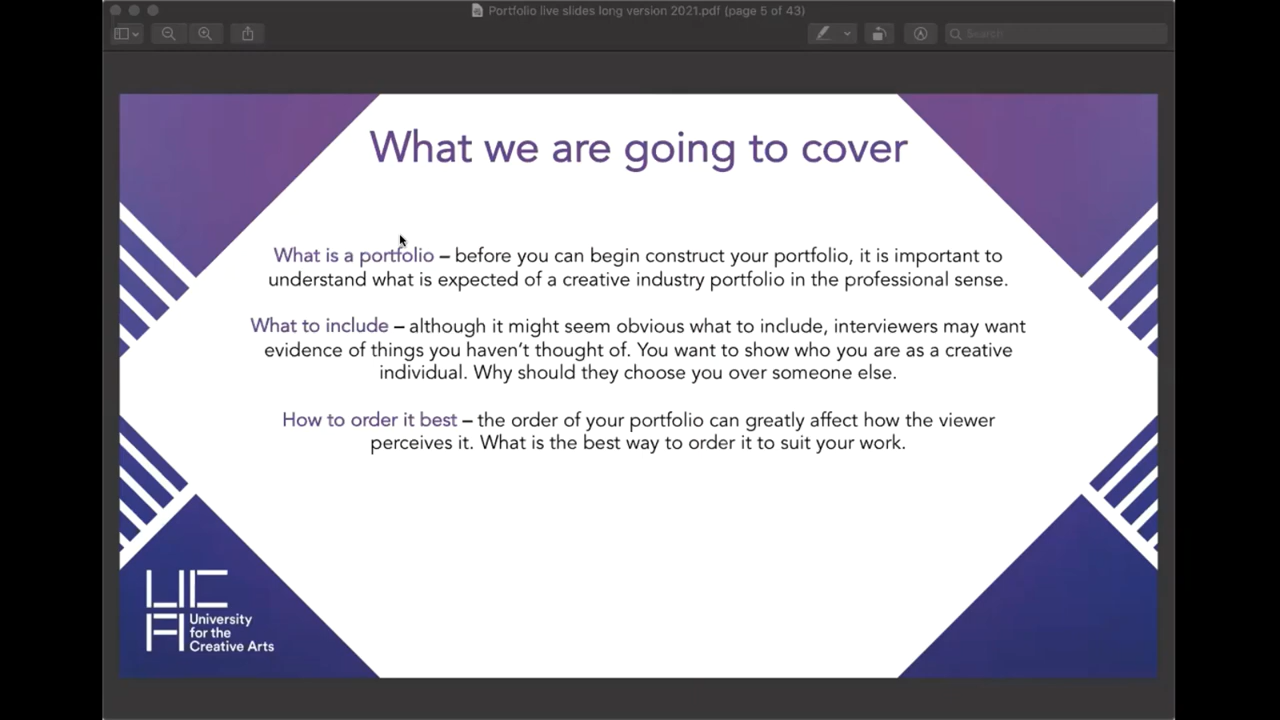 Portfolio live slides long version 2021.pdf (page 5 of 43)
Search
What we are going to cover
What is a portfolio – before you can begin construct your portfolio, it is important to
understand what is expected of a creative industry portfolio in the professional sense.
What to include – although it might seem obvious what to include, interviewers may want
evidence of things you haven't thought of. You want to show who you are as a creative
individual. Why should they choose you over someone else.
How to order it best – the order of your portfolio can greatly affect how the viewer
perceives it. What is the best way to order it to suit your work.
UCA
University
for the
Creative Arts